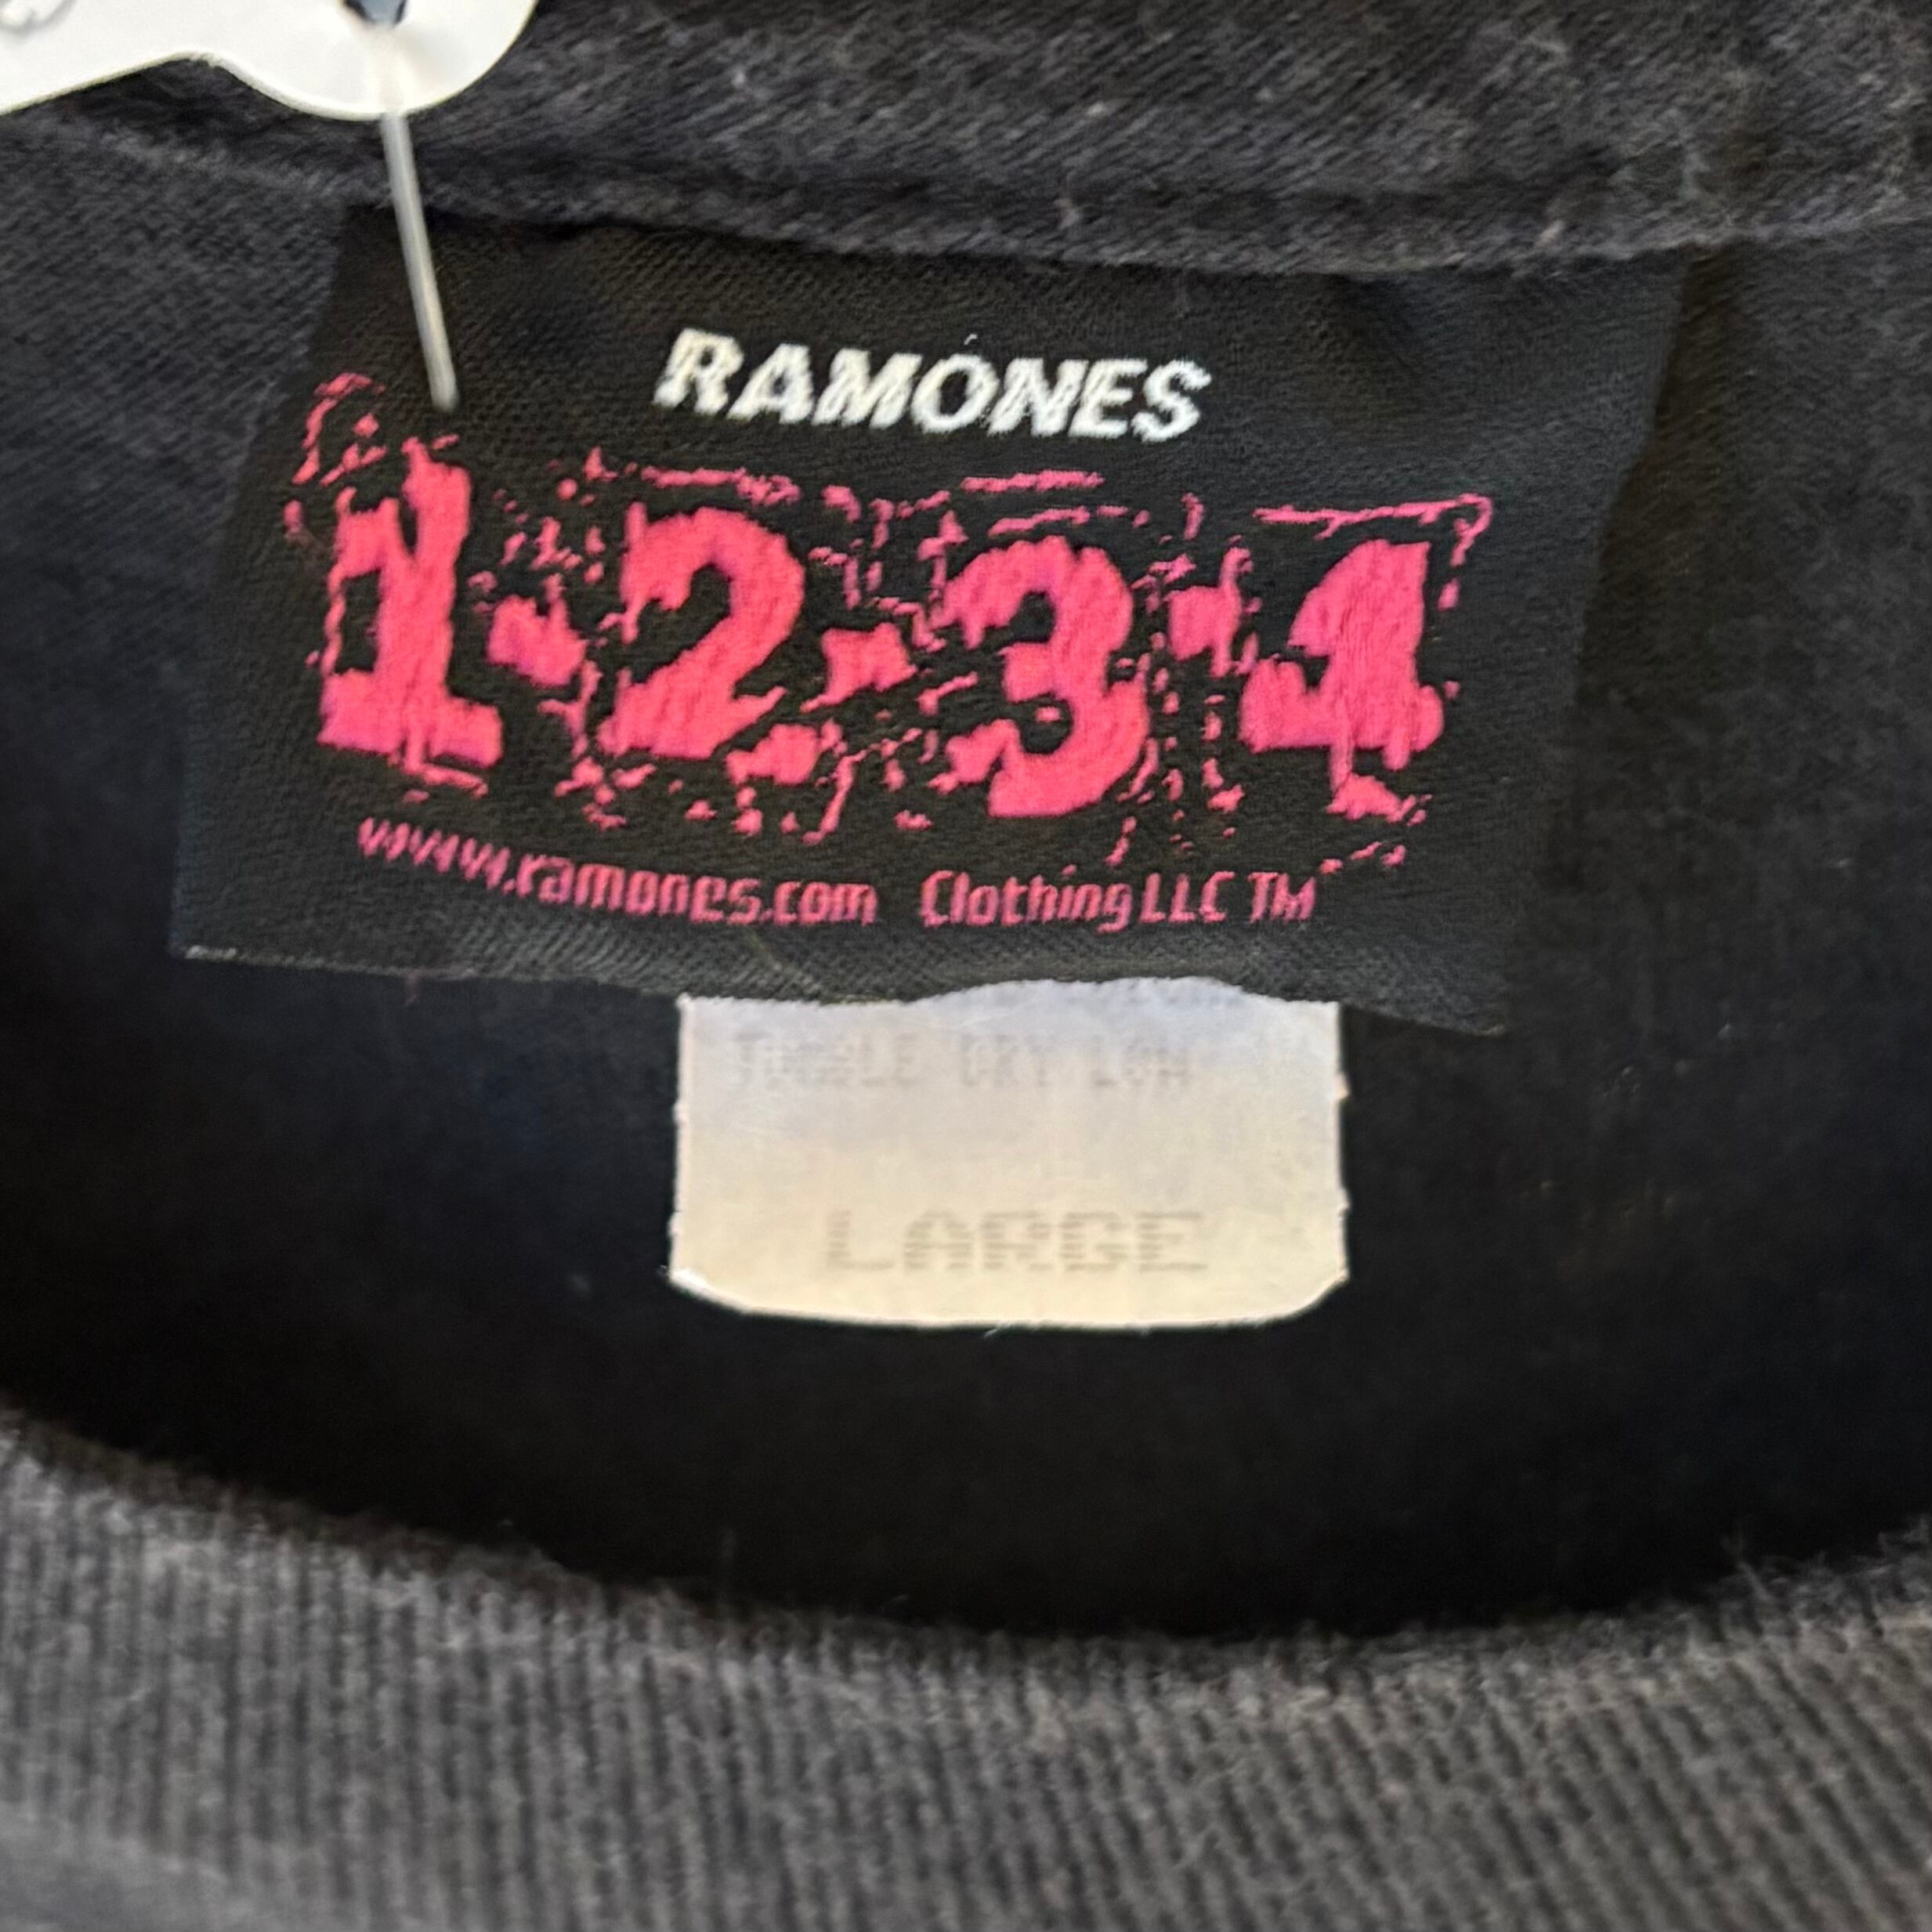 RAMONES
1-2-3-4
www.ramones.com Clothing LLC TM
TUMBLE DRY LOW
LARGE